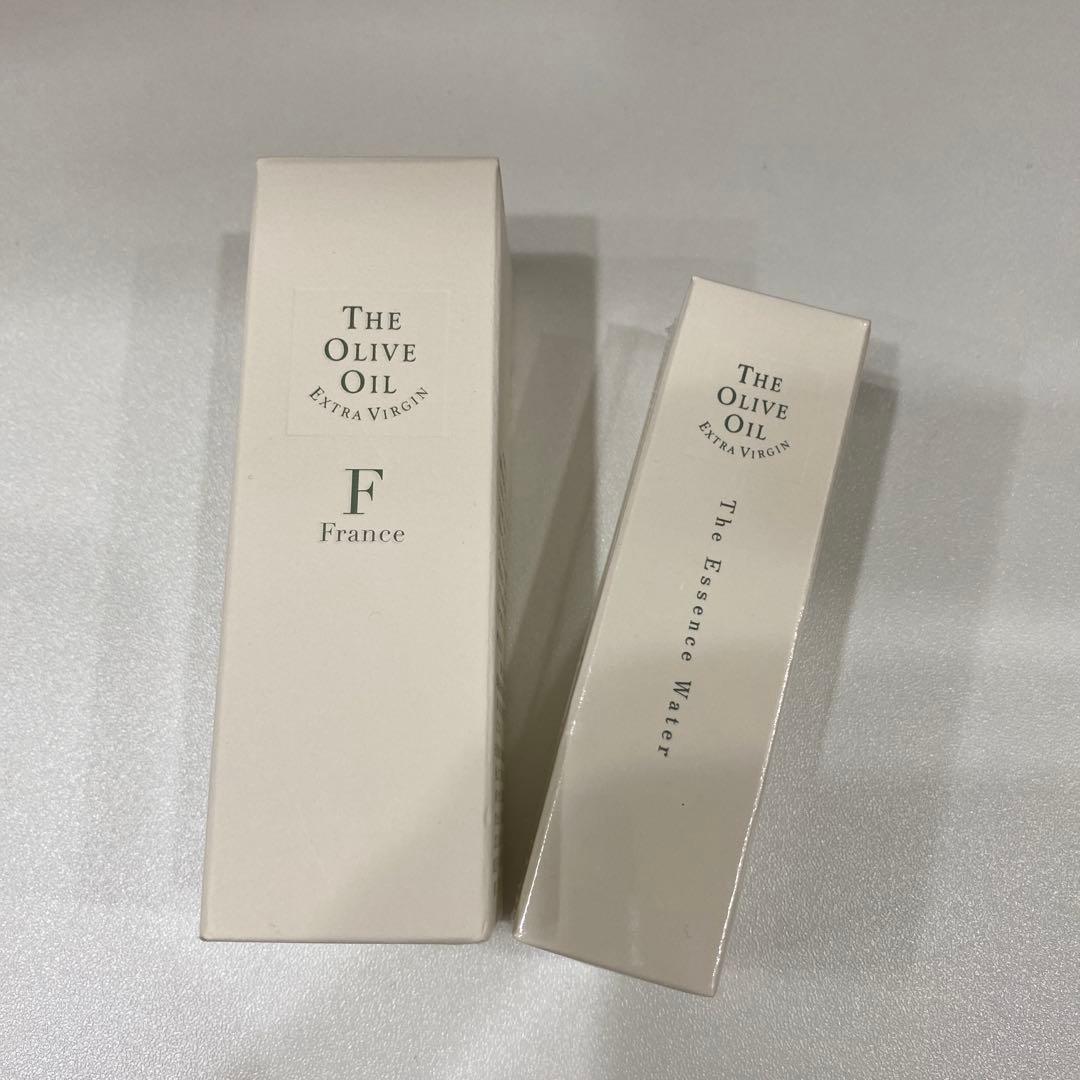 THE
OLIVE
OIL
EXTRA VIRGIN
F
France
THE
OLIVE
OIL
EXTRA VIRGIN
The Essence Water